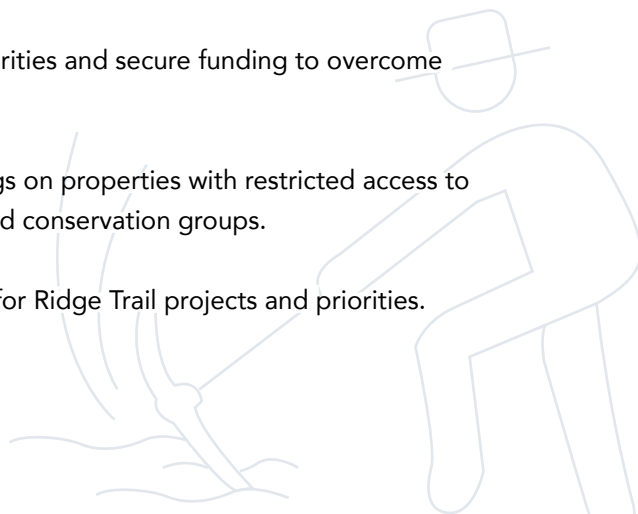 rities and secure funding to overcome
gs on properties with restricted access to
d conservation groups.
for Ridge Trail projects and priorities.